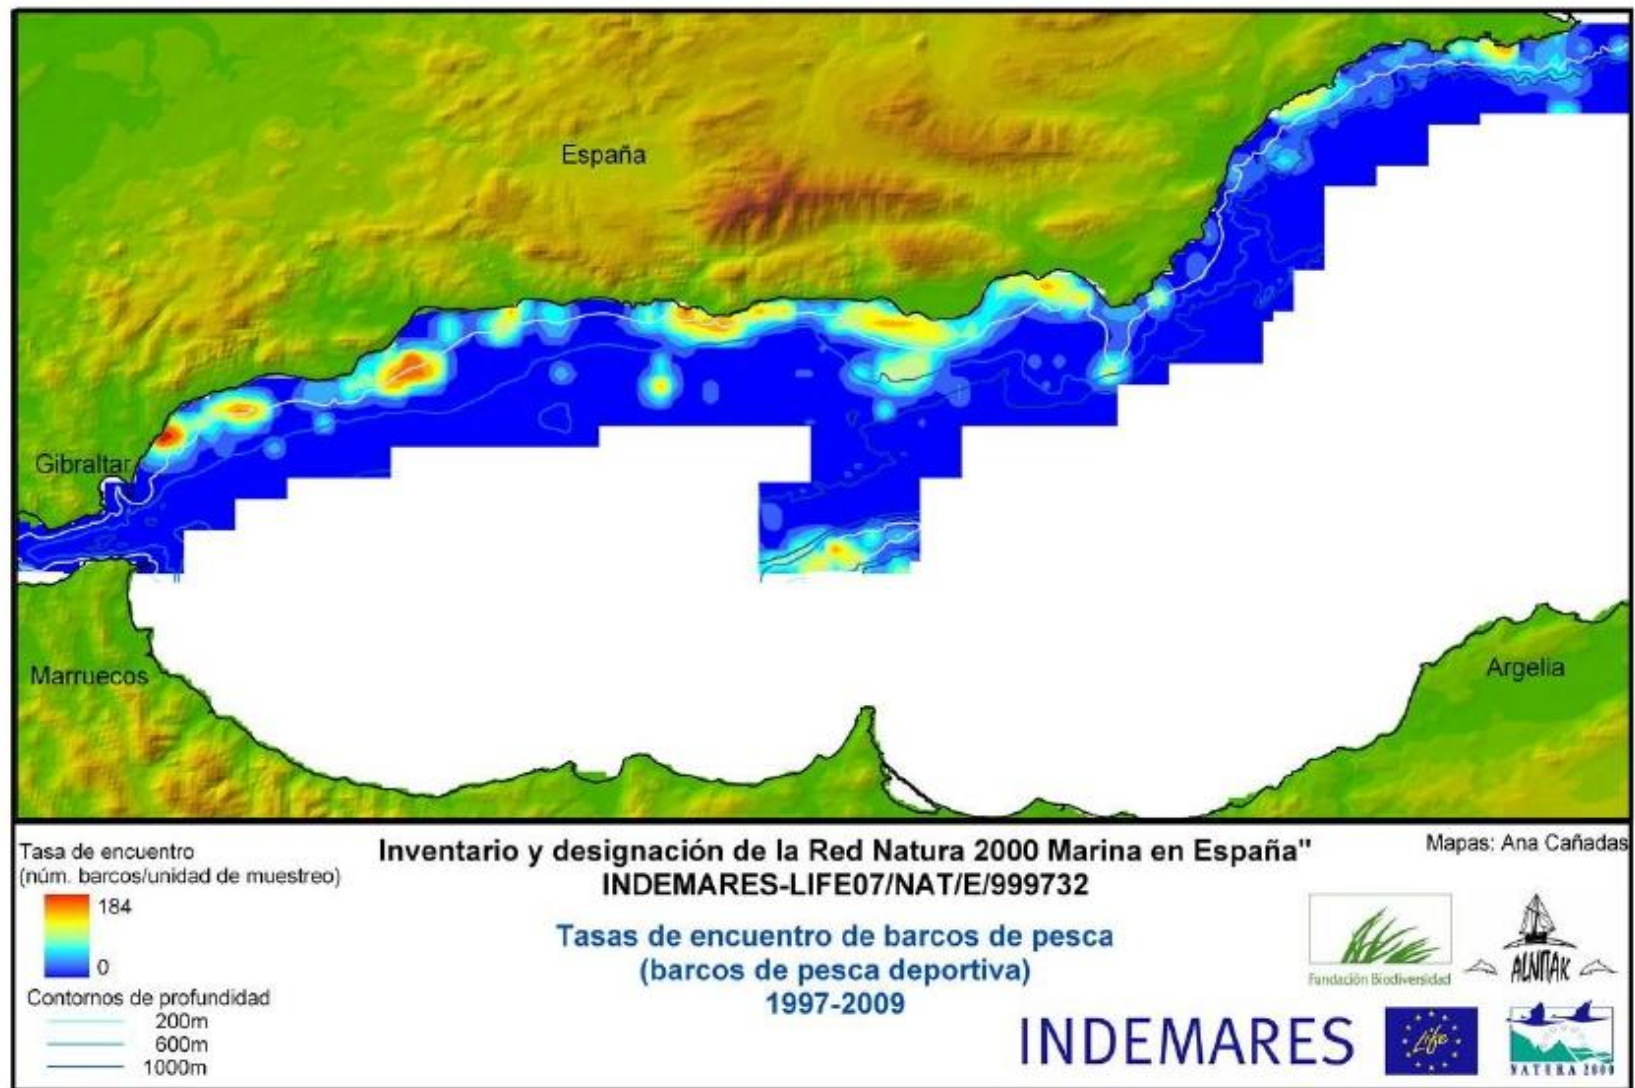 España
Gibraltar
Marruecos
Argelia
Tasa de encuentro
(núm. barcos/unidad de muestreo)
184
0
Contornos de profundidad
200m
600m
1000m
Inventario y designación de la Red Natura 2000 Marina en España"
INDEMARES-LIFE07/NAT/E/999732
Tasas de encuentro de barcos de pesca
(barcos de pesca deportiva)
1997-2009
Mapas: Ana Cañadas
Fundación Biodiversidad
ALNITAK
INDEMARES
Life
NATURA 2000